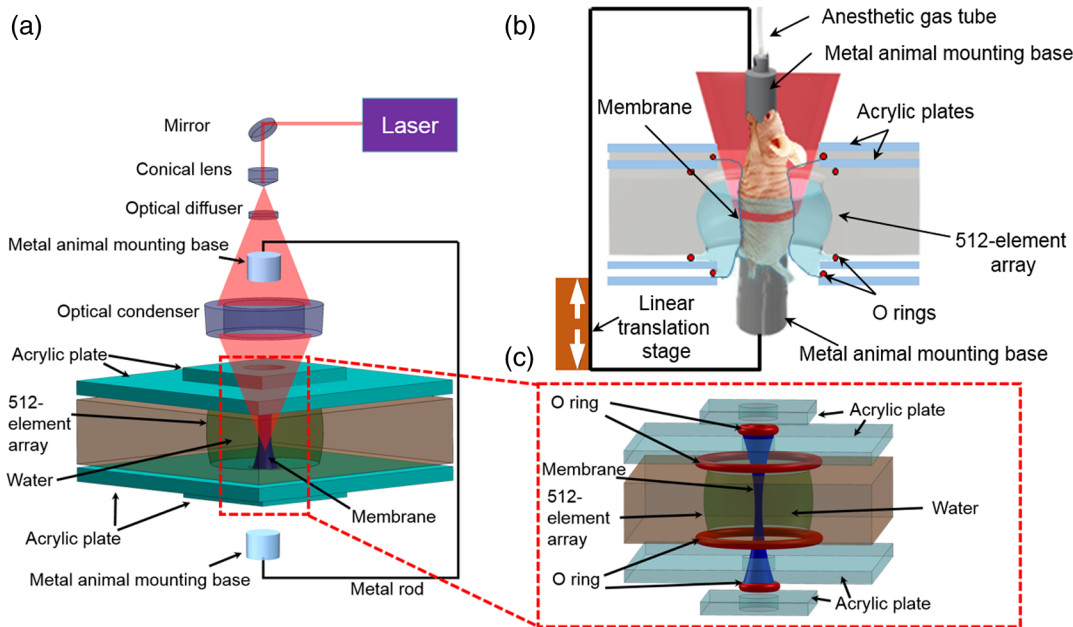 (a)
Laser
Mirror
Conical lens
Optical diffuser
Metal animal mounting base
Optical condenser
Acrylic plate
512-
element
array
Water
Acrylic plate
Membrane
Metal animal mounting base
Metal rod
(b)
Anesthetic gas tube
Metal animal mounting
base
Membrane
Acrylic plates
512-element
array
O rings
Linear
translation
stage
Metal animal mounting base
(c)
O ring
Acrylic plate
Membrane
512-
element
array
Water
O ring
Acrylic plate